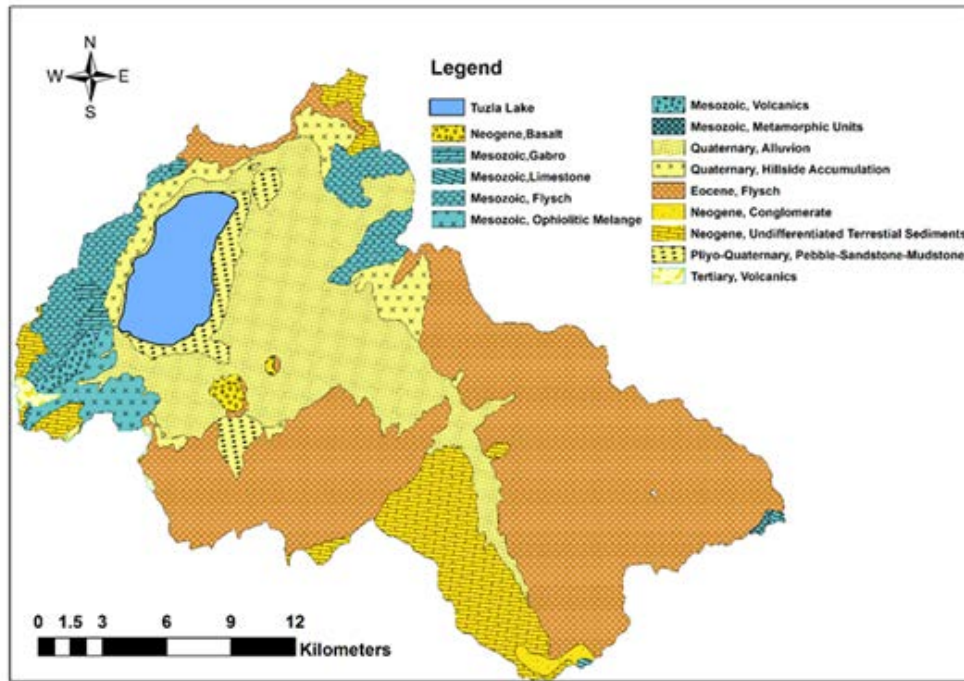 N
W E
S
Legend
Tuzla Lake
Neogene,Basalt
Mesozoic,Gabro
Mesozoic,Limestone
Mesozoic, Flysch
Mesozoic, Ophiolitic Melange
Mesozoic, Volcanics
Mesozoic, Metamorphic Units
Quaternary, Alluvion
Quaternary, Hillside Accumulation
Eocene, Flysch
Neogene, Conglomerate
Neogene, Undifferentiated Terrestial Sediments
Pliyo-Quaternary, Pebble-Sandstone-Mudstone
Tertiary, Volcanics
0 1.5 3 6 9 12
Kilometers